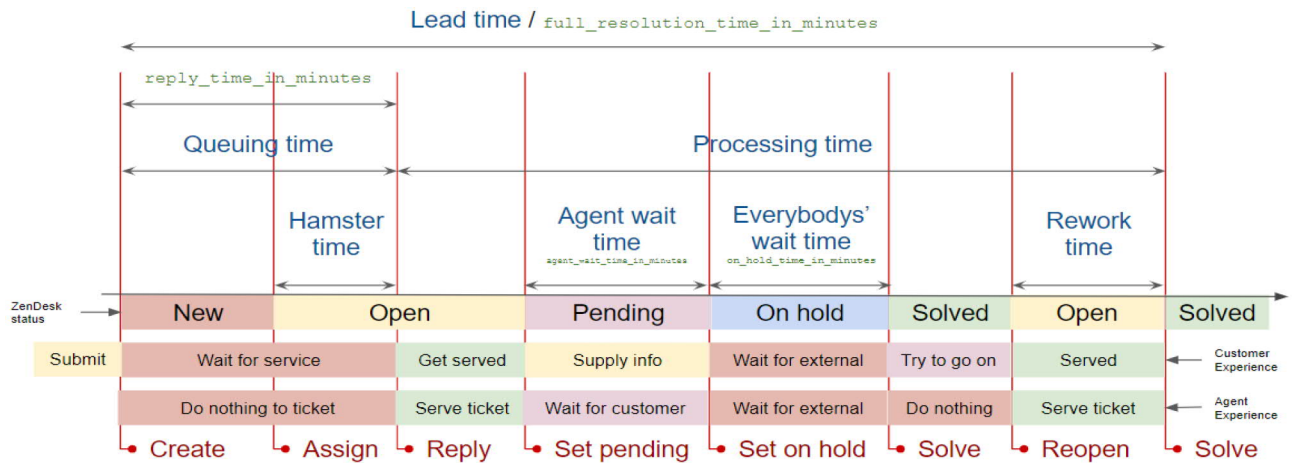 Lead time / full_resolution_time_in_minutes
reply_time_in_minutes
Queuing time
Processing time
Hamster
time
Agent wait
time
agent_wait_time_in_minutes
Everybodys’
wait time
on_hold_time_in_minutes
Rework
time
ZenDesk
status
New
Open
Pending
On hold
Solved
Open
Solved
Submit
Wait for service
Get served
Supply info
Wait for external
Try to go on
Served
Customer
Experience
Do nothing to ticket
Serve ticket
Wait for customer
Wait for external
Do nothing
Serve ticket
Agent
Experience
Create
Assign
Reply
Set pending
Set on hold
Solve
Reopen
Solve